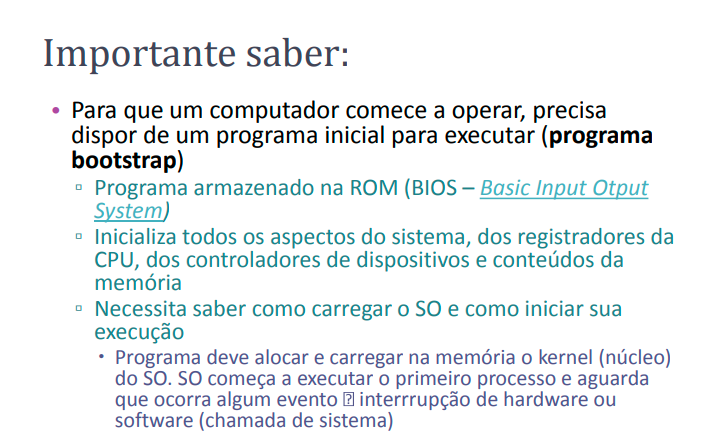 Importante saber:
• Para que um computador comece a operar, precisa
dispor de um programa inicial para executar (programa
bootstrap)
▫ Programa armazenado na ROM (BIOS – Basic Input Otput
System)
▫ Inicializa todos os aspectos do sistema, dos registradores da
CPU, dos controladores de dispositivos e conteúdos da
memória
▫ Necessita saber como carregar o SO e como iniciar sua
execução
• Programa deve alocar e carregar na memória o kernel (núcleo)
do SO. SO começa a executar o primeiro processo e aguarda
que ocorra algum evento ⍰ interrrupção de hardware ou
software (chamada de sistema)